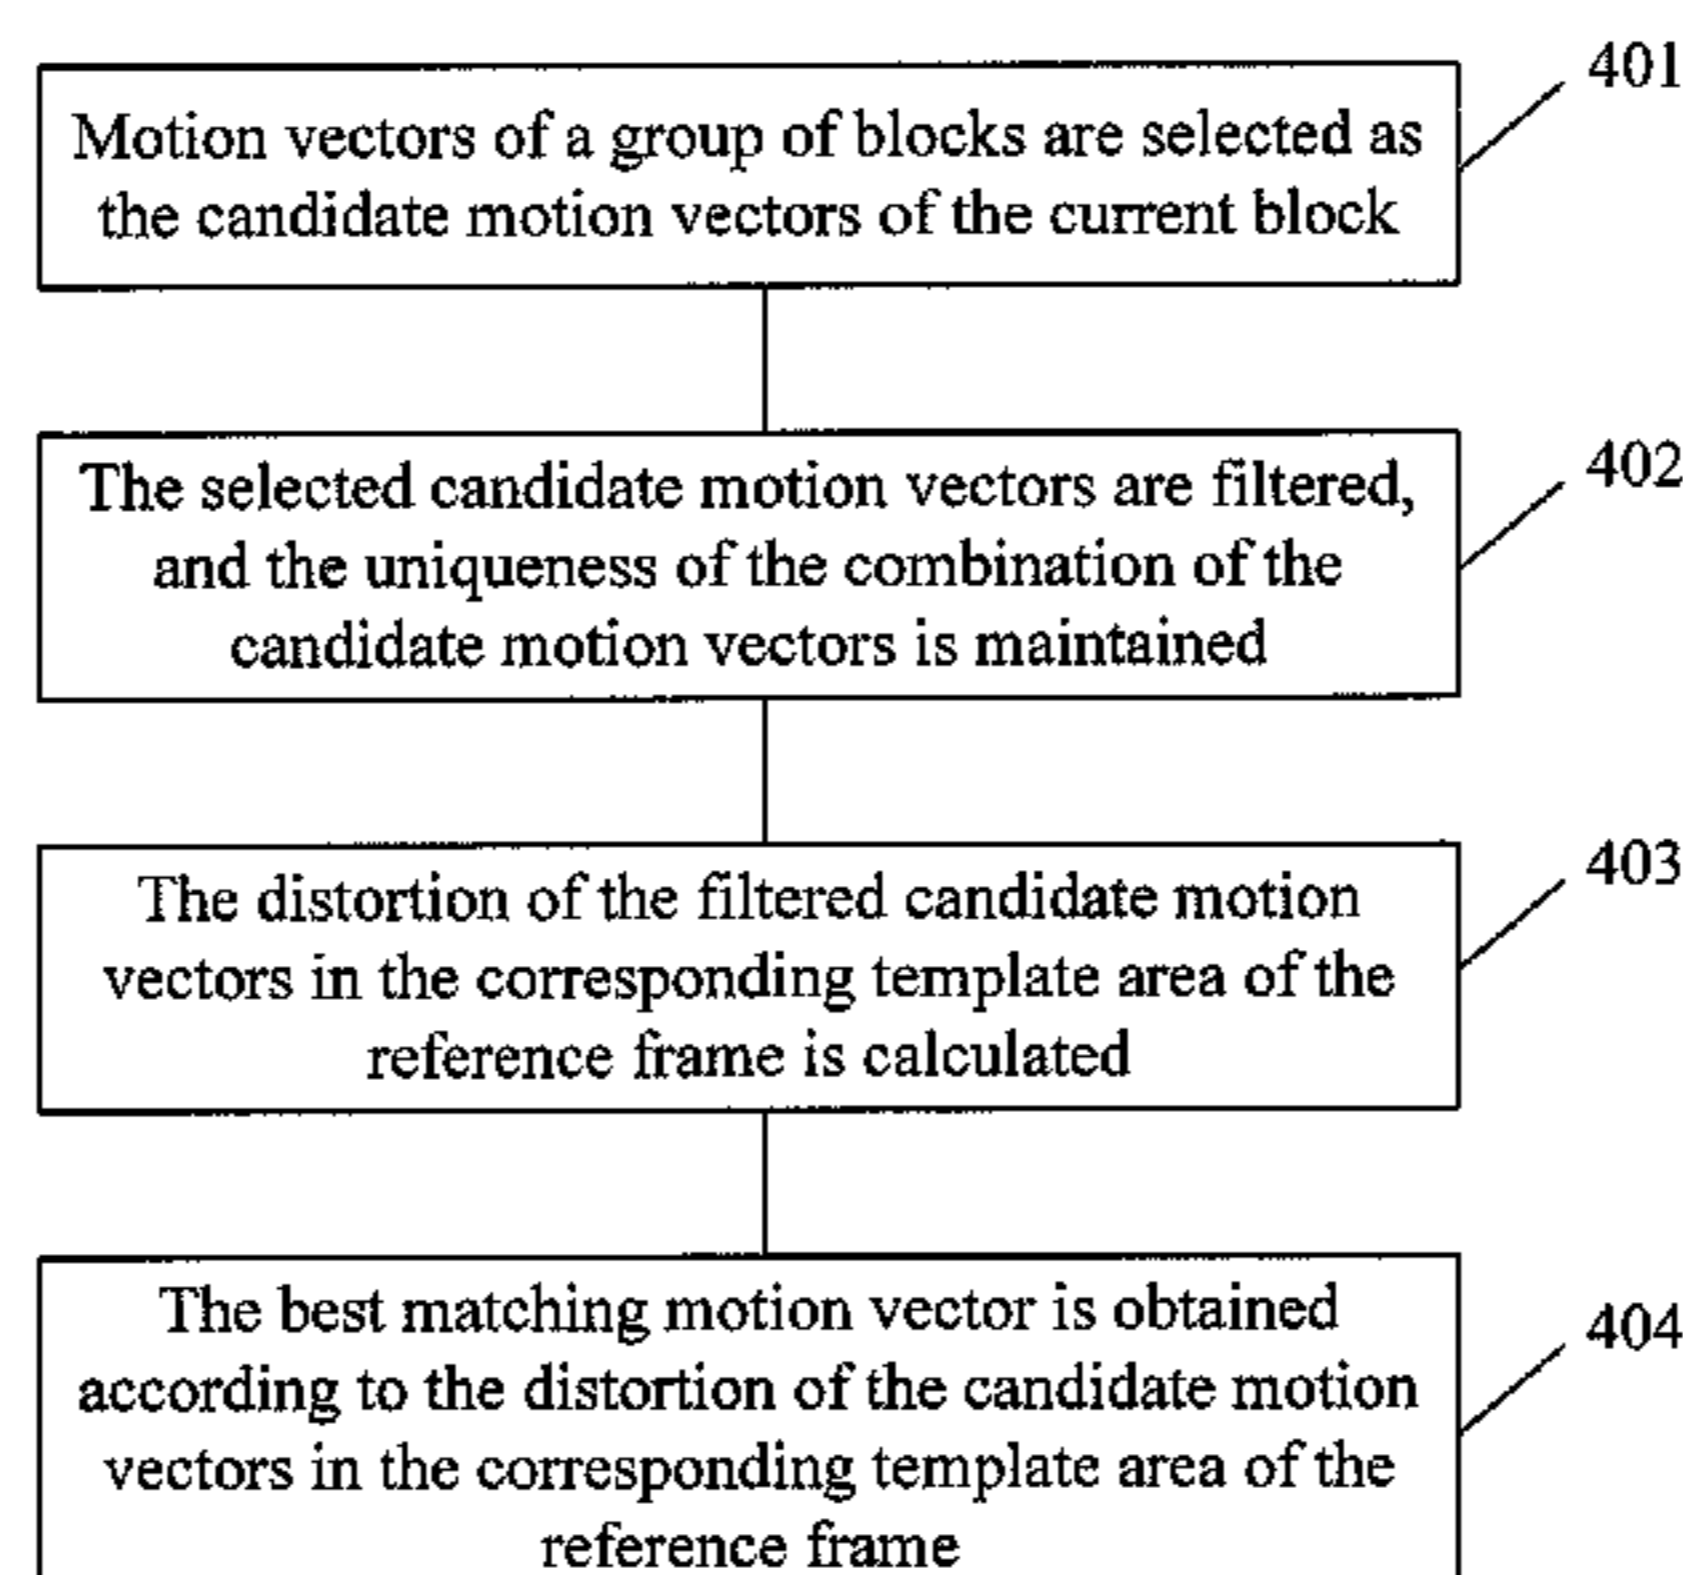 401
Motion vectors of a group of blocks are selected as
the candidate motion vectors of the current block
402
The selected candidate motion vectors are filtered,
and the uniqueness of the combination of the
candidate motion vectors is maintained
403
The distortion of the filtered candidate motion
vectors in the corresponding template area of the
reference frame is calculated
404
The best matching motion vector is obtained
according to the distortion of the candidate motion
vectors in the corresponding template area of the
reference frame